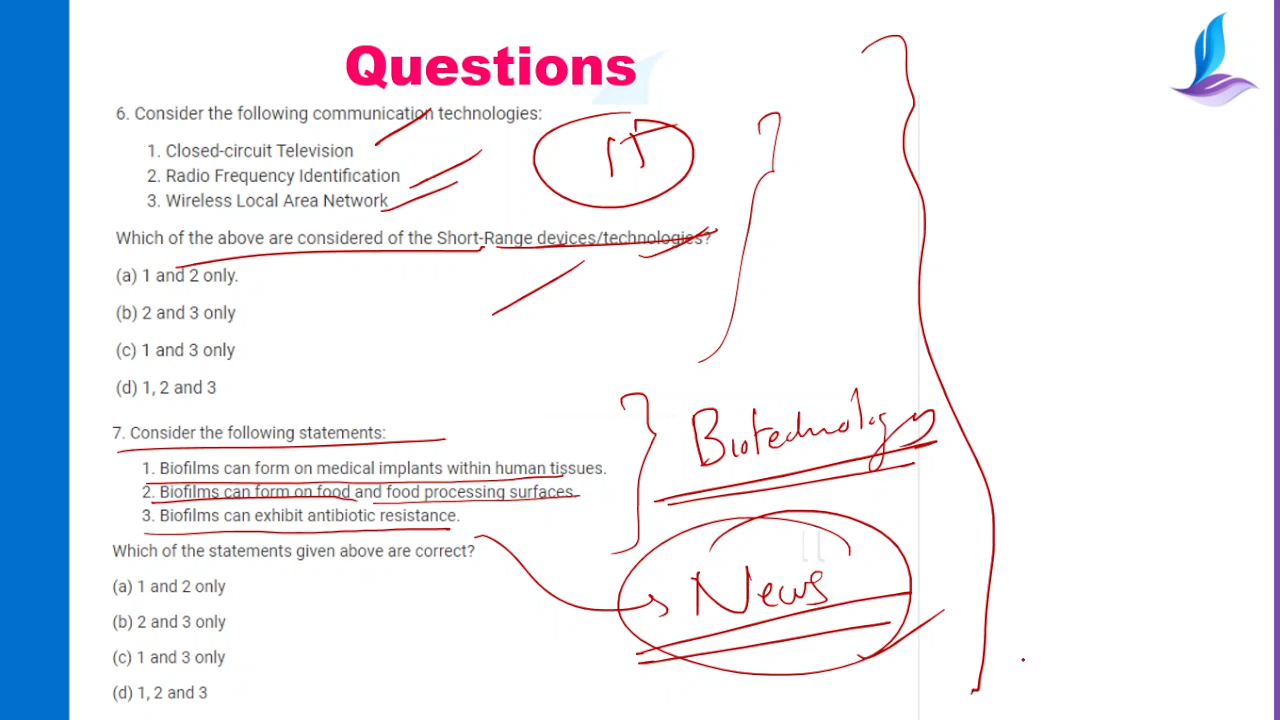 Questions
6. Consider the following communication technologies:
1. Closed-circuit Television
2. Radio Frequency Identification
3. Wireless Local Area Network
IT
Which of the above are considered of the Short-Range devices/technologies?
(a) 1 and 2 only.
(b) 2 and 3 only
(c) 1 and 3 only
(d) 1, 2 and 3
7. Consider the following statements:
1. Biofilms can form on medical implants within human tissues.
2. Biofilms can form on food and food processing surfaces.
3. Biofilms can exhibit antibiotic resistance.
Biotechnology
Which of the statements given above are correct?
(a) 1 and 2 only
News
(b) 2 and 3 only
(c) 1 and 3 only
(d) 1, 2 and 3